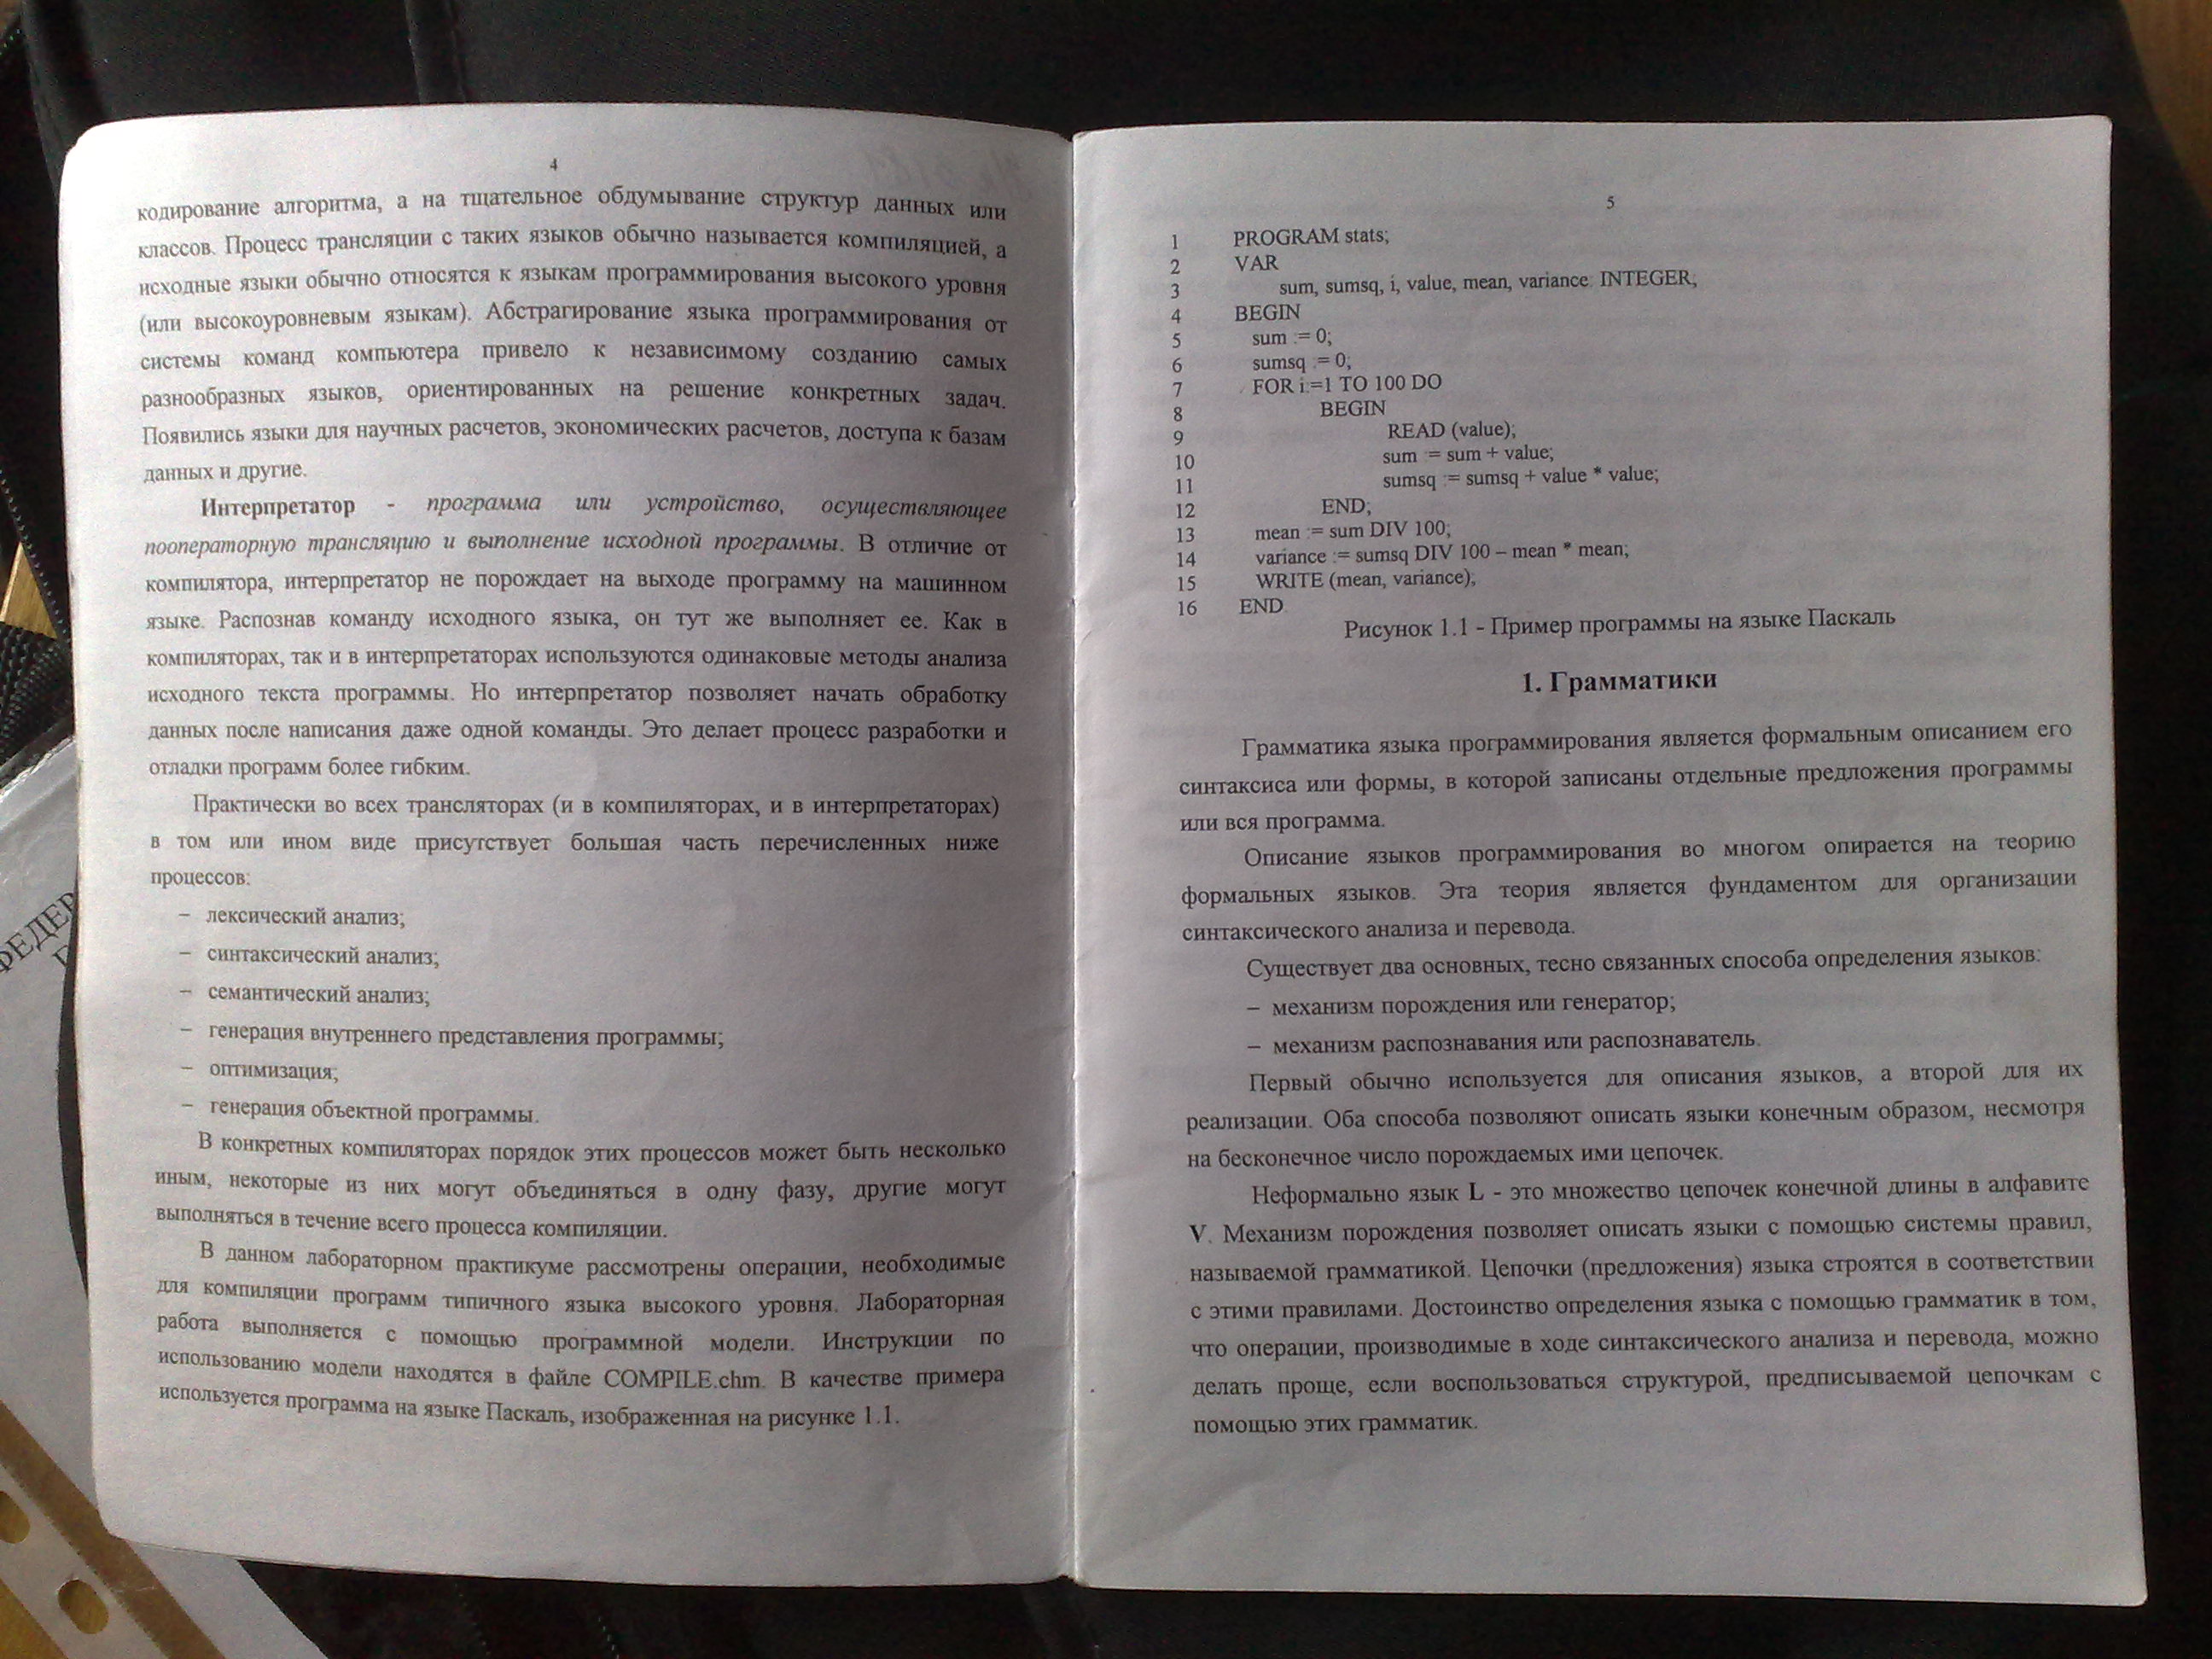 4
кодирование алгоритма, а на тщательное обдумывание структур данных или
классов. Процесс трансляции с таких языков обычно называется компиляцией, а
исходные языки обычно относятся к языкам программирования высокого уровня
(или высокоуровневым языкам). Абстрагирование языка программирования от
системы команд компьютера привело к независимому созданию самых
разнообразных языков, ориентированных на решение конкретных задач.
Появились языки для научных расчетов, экономических расчетов, доступа к базам
данных и другие.
Интерпретатор - программа или устройство, осуществляющее
пооператорную трансляцию и выполнение исходной программы. В отличие от
компилятора, интерпретатор не порождает на выходе программу на машинном
языке. Распознав команду исходного языка, он тут же выполняет ее. Как в
компиляторах, так и в интерпретаторах используются одинаковые методы анализа
исходного текста программы. Но интерпретатор позволяет начать обработку
данных после написания даже одной команды. Это делает процесс разработки и
отладки программ более гибким.
Практически во всех трансляторах (и в компиляторах, и в интерпретаторах)
в том или ином виде присутствует большая часть перечисленных ниже
процессов:
– лексический анализ;
– синтаксический анализ;
– семантический анализ;
– генерация внутреннего представления программы;
– оптимизация;
– генерация объектной программы.
В конкретных компиляторах порядок этих процессов может быть несколько
иным, некоторые из них могут объединяться в одну фазу, другие могут
выполняться в течение всего процесса компиляции.
В данном лабораторном практикуме рассмотрены операции, необходимые
для компиляции программ типичного языка высокого уровня. Лабораторная
работа выполняется с помощью программной модели. Инструкции по
использованию модели находятся в файле COMPILE.chm. В качестве примера
используется программа на языке Паскаль, изображенная на рисунке 1.1.
5
1 PROGRAM stats;
2 VAR
3 sum, sumsq, i, value, mean, variance: INTEGER;
4 BEGIN
5 sum := 0;
6 sumsq := 0;
7 FOR i:=1 TO 100 DO
8 BEGIN
9 READ (value);
10 sum := sum + value;
11 sumsq := sumsq + value * value;
12 END;
13 mean := sum DIV 100;
14 variance := sumsq DIV 100 – mean * mean;
15 WRITE (mean, variance);
16 END.
Рисунок 1.1 - Пример программы на языке Паскаль
1. Грамматики
Грамматика языка программирования является формальным описанием его
синтаксиса или формы, в которой записаны отдельные предложения программы
или вся программа.
Описание языков программирования во многом опирается на теорию
формальных языков. Эта теория является фундаментом для организации
синтаксического анализа и перевода.
Существует два основных, тесно связанных способа определения языков:
– механизм порождения или генератор;
– механизм распознавания или распознаватель.
Первый обычно используется для описания языков, а второй для их
реализации. Оба способа позволяют описать языки конечным образом, несмотря
на бесконечное число порождаемых ими цепочек.
Неформально язык L - это множество цепочек конечной длины в алфавите
V. Механизм порождения позволяет описать языки с помощью системы правил,
называемой грамматикой. Цепочки (предложения) языка строятся в соответствии
с этими правилами. Достоинство определения языка с помощью грамматик в том,
что операции, производимые в ходе синтаксического анализа и перевода, можно
делать проще, если воспользоваться структурой, предписываемой цепочкам с
помощью этих грамматик.